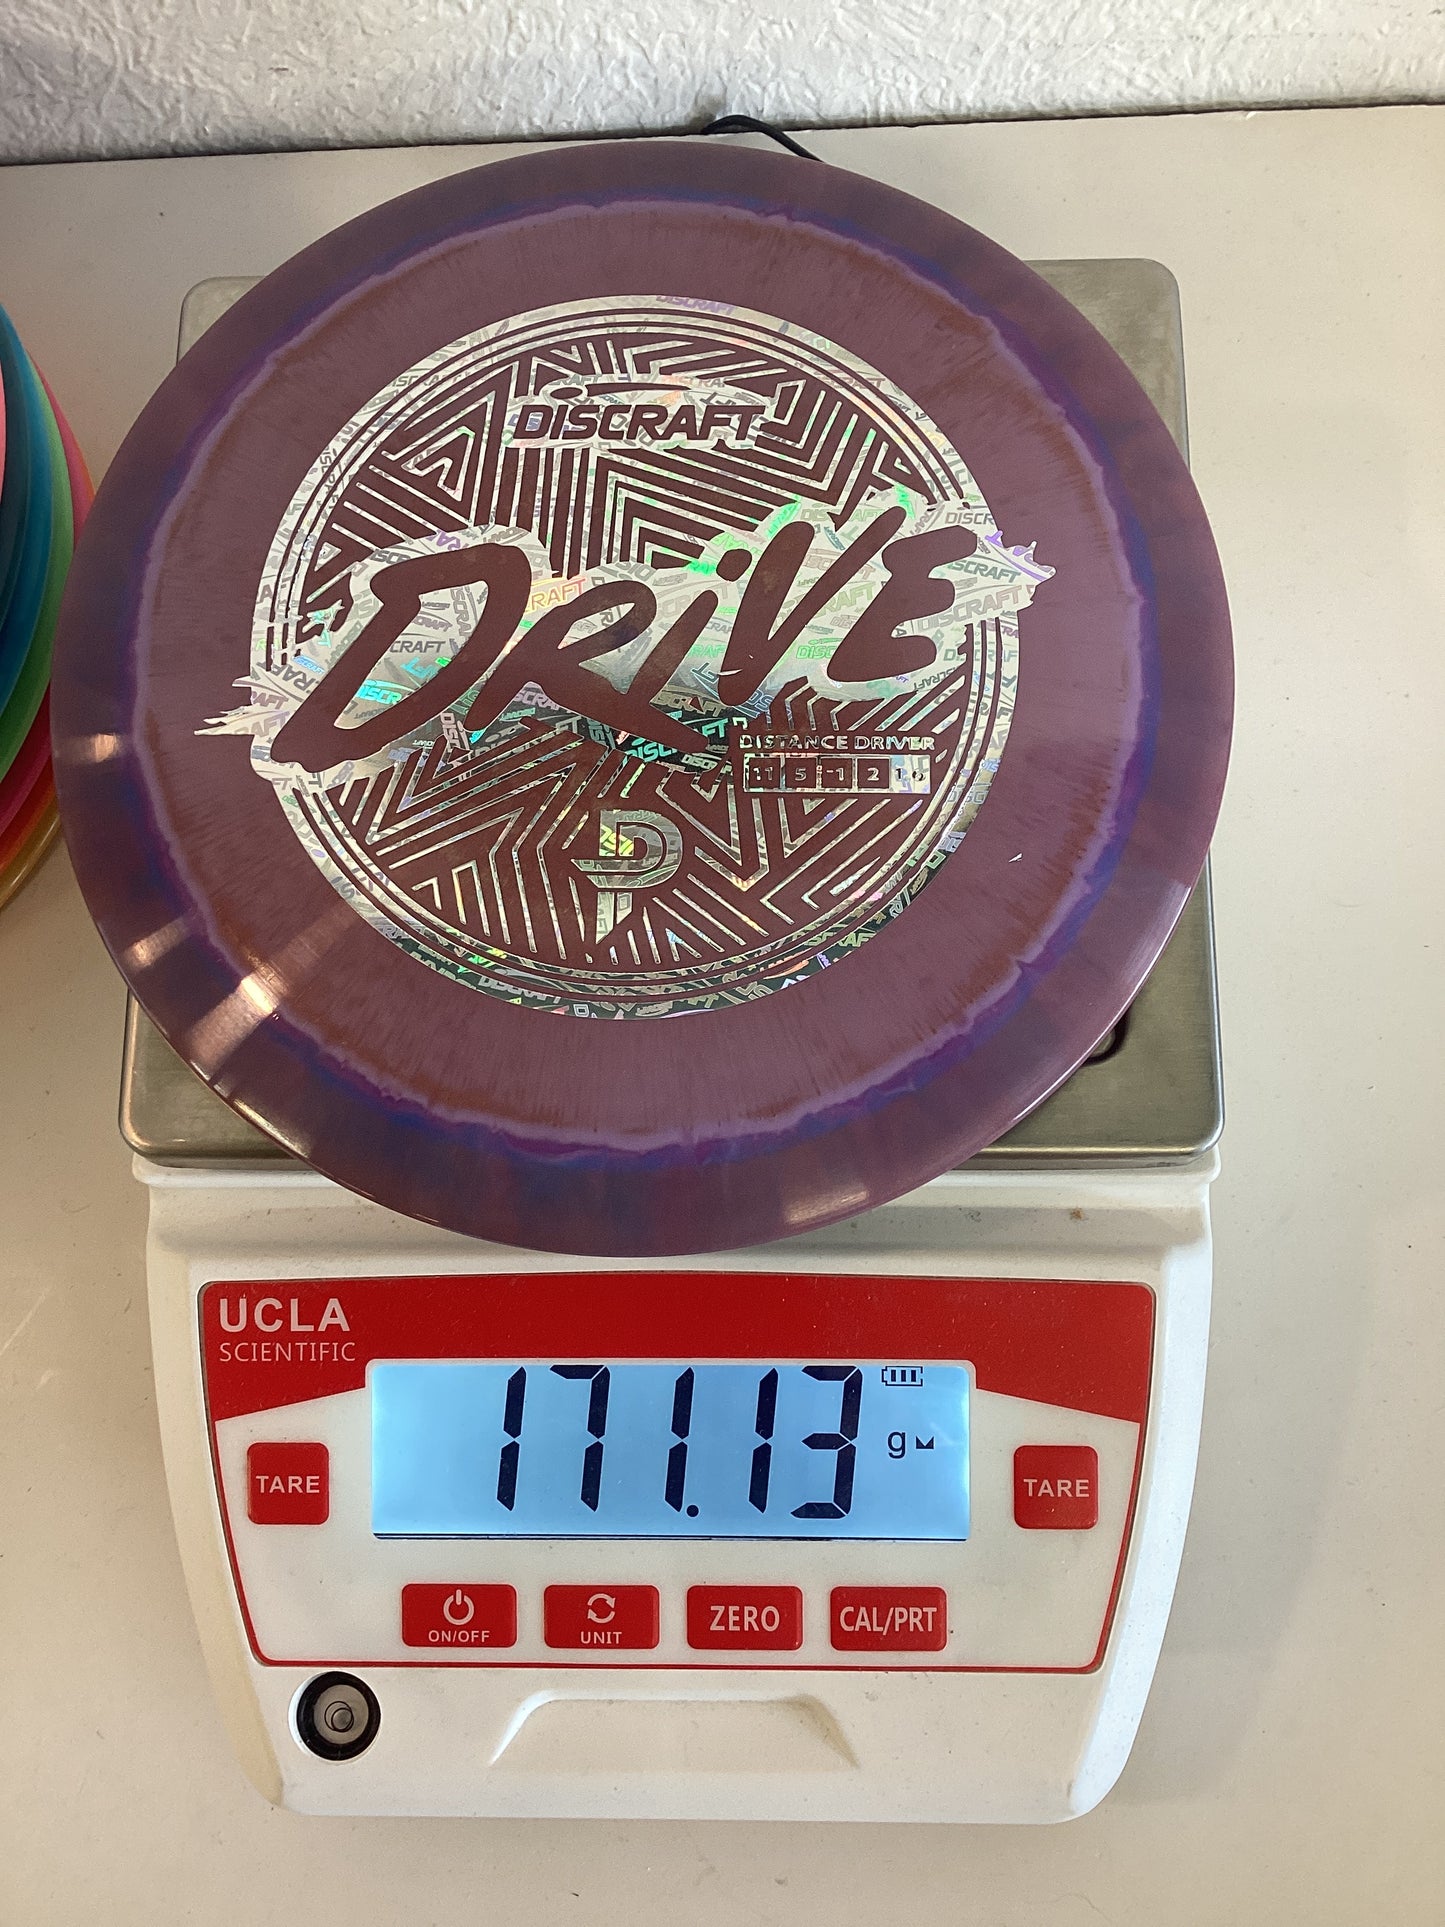 DISCRAFT
DRIVE
DISTANCE DRIVER
11 5 -1 2
UCLA
SCIENTIFIC
171.13 g
TARE
TARE
ON/OFF
UNIT
ZERO
CAL/PRT